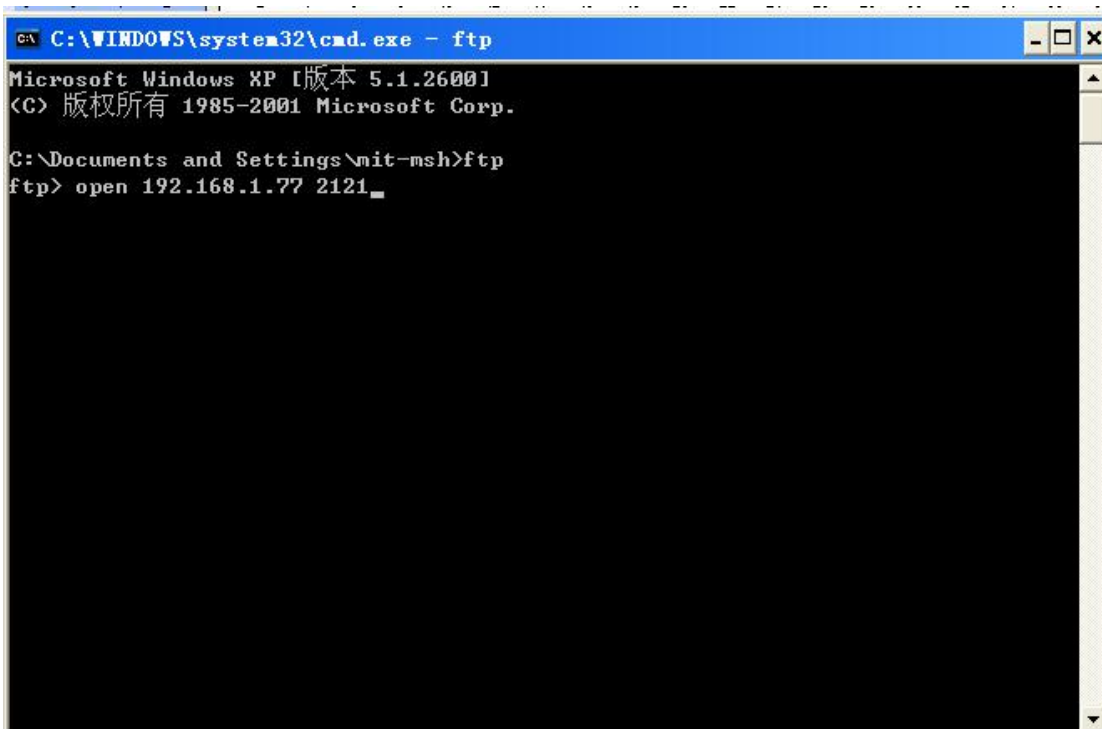 C:\WINDOWS\system32\cmd.exe - ftp
Microsoft Windows XP [版本 5.1.2600]
(C) 版权所有 1985-2001 Microsoft Corp.
C:\Documents and Settings\mit-msh>ftp
ftp> open 192.168.1.77 2121_